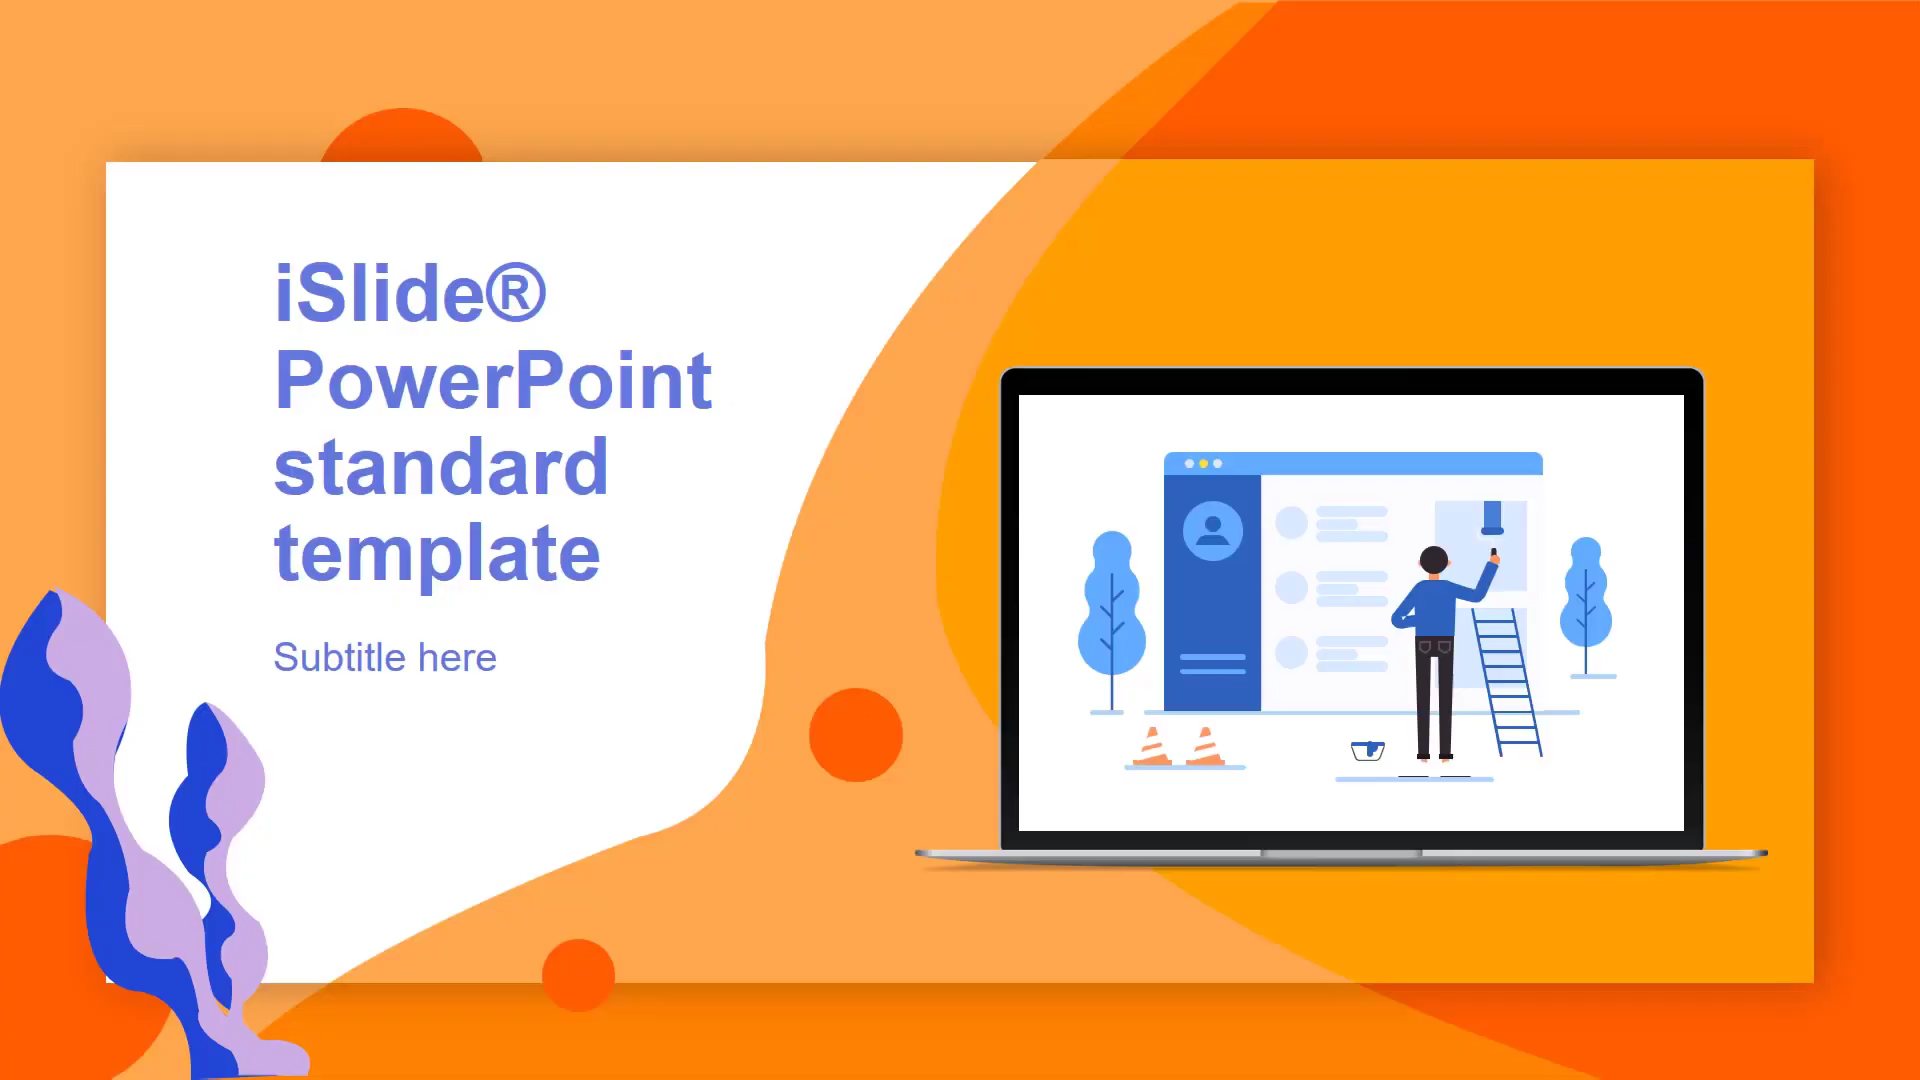 iSlide®
PowerPoint
standard
template
Subtitle here